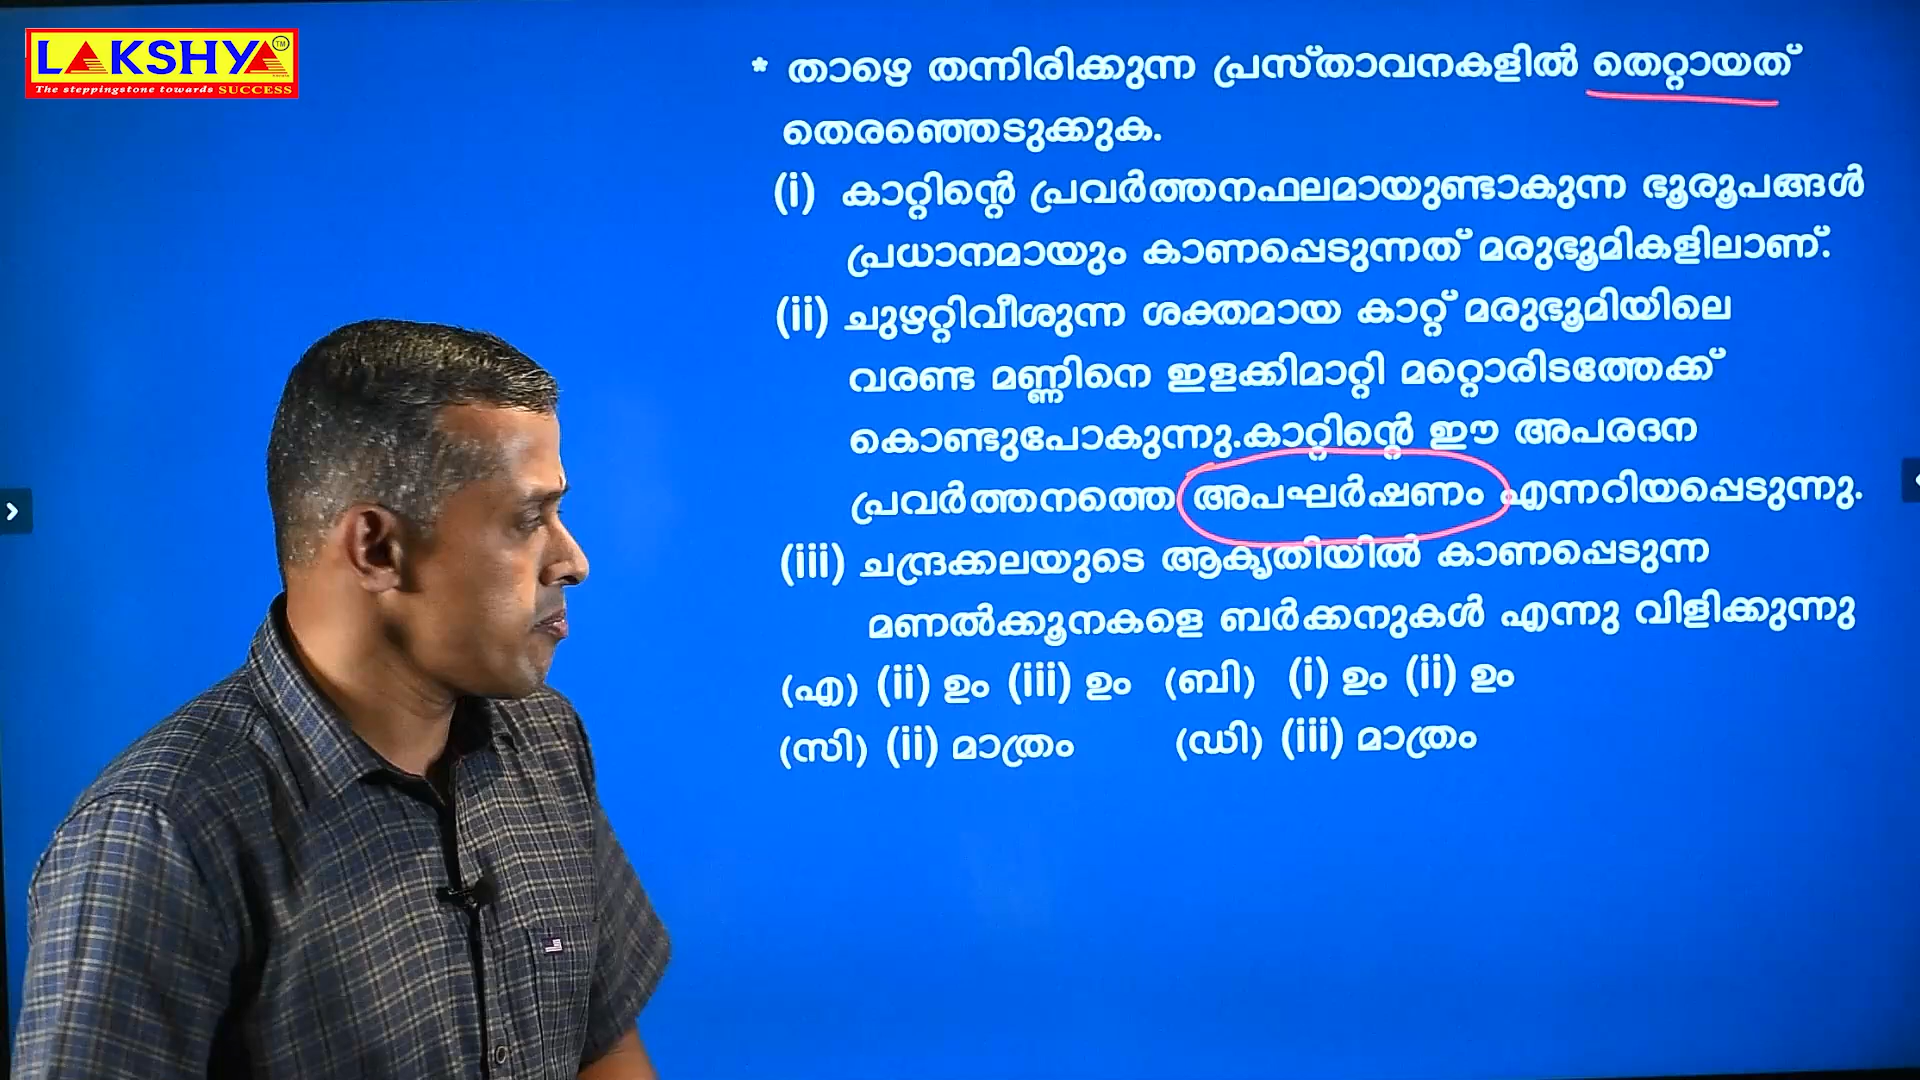 LAKSHYA TM
The steppingstone towards SUCCESS
* താഴെ തന്നിരിക്കുന്ന പ്രസ്താവനകളിൽ തെറ്റായത്
തെരഞ്ഞെടുക്കുക.
(i) കാറ്റിന്റെ പ്രവർത്തനഫലമായുണ്ടാകുന്ന ഭൂരൂപങ്ങൾ
പ്രധാനമായും കാണപ്പെടുന്നത് മരുഭൂമികളിലാണ്.
(ii) ചുഴറ്റിവീശുന്ന ശക്തമായ കാറ്റ് മരുഭൂമിയിലെ
വരണ്ട മണ്ണിനെ ഇളക്കിമാറ്റി മറ്റൊരിടത്തേക്ക്
കൊണ്ടുപോകുന്നു.കാറ്റിന്റെ ഈ അപരദന
പ്രവർത്തനത്തെ അപഘർഷണം എന്നറിയപ്പെടുന്നു.
(iii) ചന്ദ്രക്കലയുടെ ആകൃതിയിൽ കാണപ്പെടുന്ന
മണൽക്കൂനകളെ ബർക്കനുകൾ എന്നു വിളിക്കുന്നു
(എ) (ii) ഉം (iii) ഉം (ബി) (i) ഉം (ii) ഉം
(സി) (ii) മാത്രം (ഡി) (iii) മാത്രം